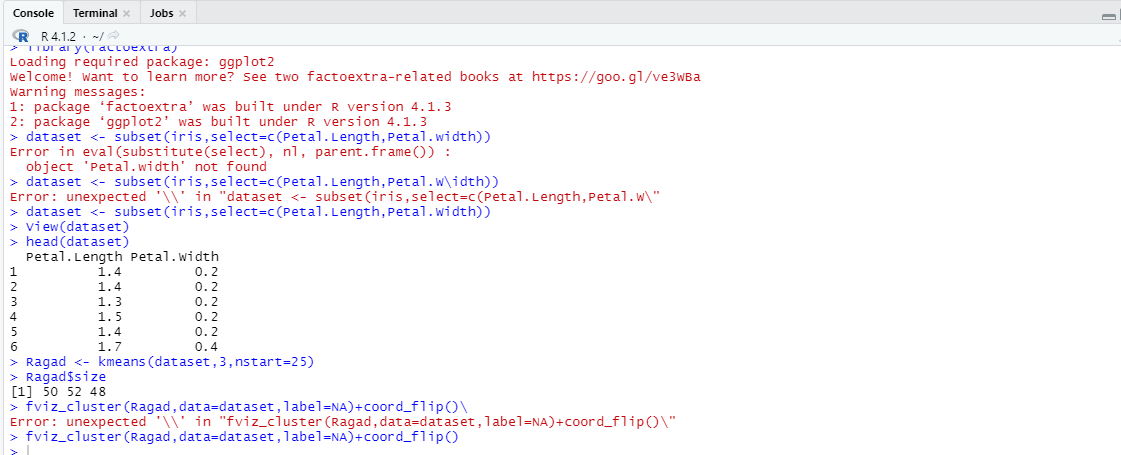 Console Terminal × Jobs ×
R 4.1.2 · ~/
> library(factoextra)
Loading required package: ggplot2
Welcome! Want to learn more? See two factoextra-related books at https://goo.gl/ve3WBa
Warning messages:
1: package ‘factoextra’ was built under R version 4.1.3
2: package ‘ggplot2’ was built under R version 4.1.3
> dataset <- subset(iris,select=c(Petal.Length,Petal.width))
Error in eval(substitute(select), nl, parent.frame()) :
  object 'Petal.width' not found
> dataset <- subset(iris,select=c(Petal.Length,Petal.W\idth))
Error: unexpected '\\' in "dataset <- subset(iris,select=c(Petal.Length,Petal.W\"
> dataset <- subset(iris,select=c(Petal.Length,Petal.Width))
> View(dataset)
> head(dataset)
  Petal.Length Petal.Width
1          1.4         0.2
2          1.4         0.2
3          1.3         0.2
4          1.5         0.2
5          1.4         0.2
6          1.7         0.4
> Ragad <- kmeans(dataset,3,nstart=25)
> Ragad$size
[1] 50 52 48
> fviz_cluster(Ragad,data=dataset,label=NA)+coord_flip()\
Error: unexpected '\\' in "fviz_cluster(Ragad,data=dataset,label=NA)+coord_flip()\"
> fviz_cluster(Ragad,data=dataset,label=NA)+coord_flip()
>